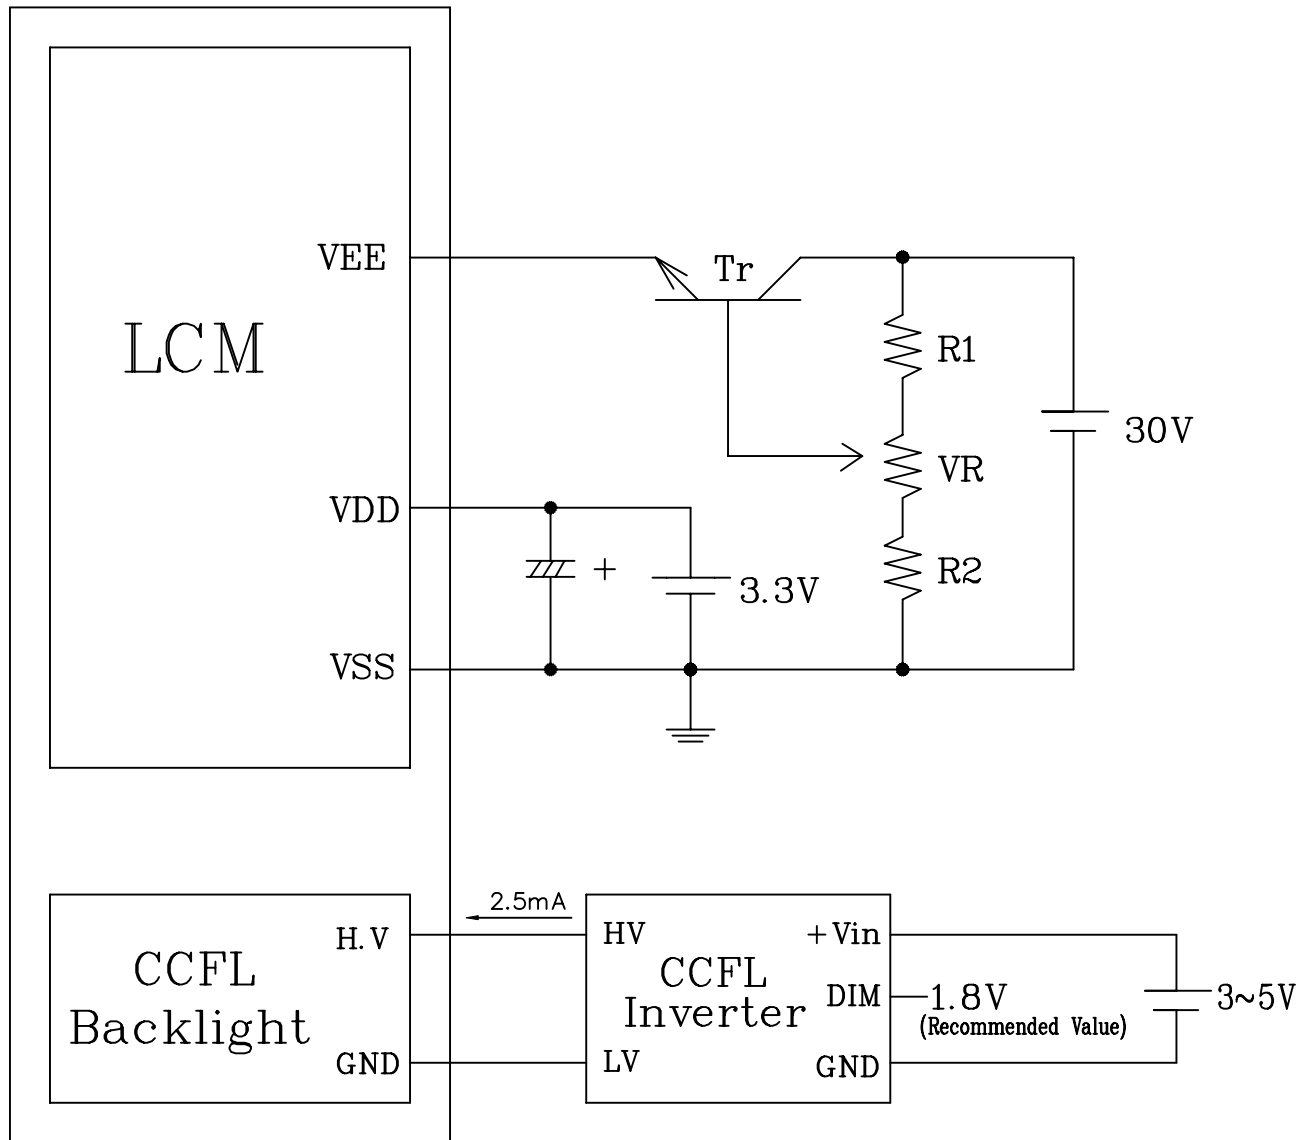 VEE
Tr
LCM
R1
30V
VR
VDD
R2
+
3.3V
VSS
2.5mA
H.V
HV
+Vin
CCFL
Backlight
CCFL
Inverter
DIM
1.8V
(Recommended Value)
3~5V
GND
LV
GND